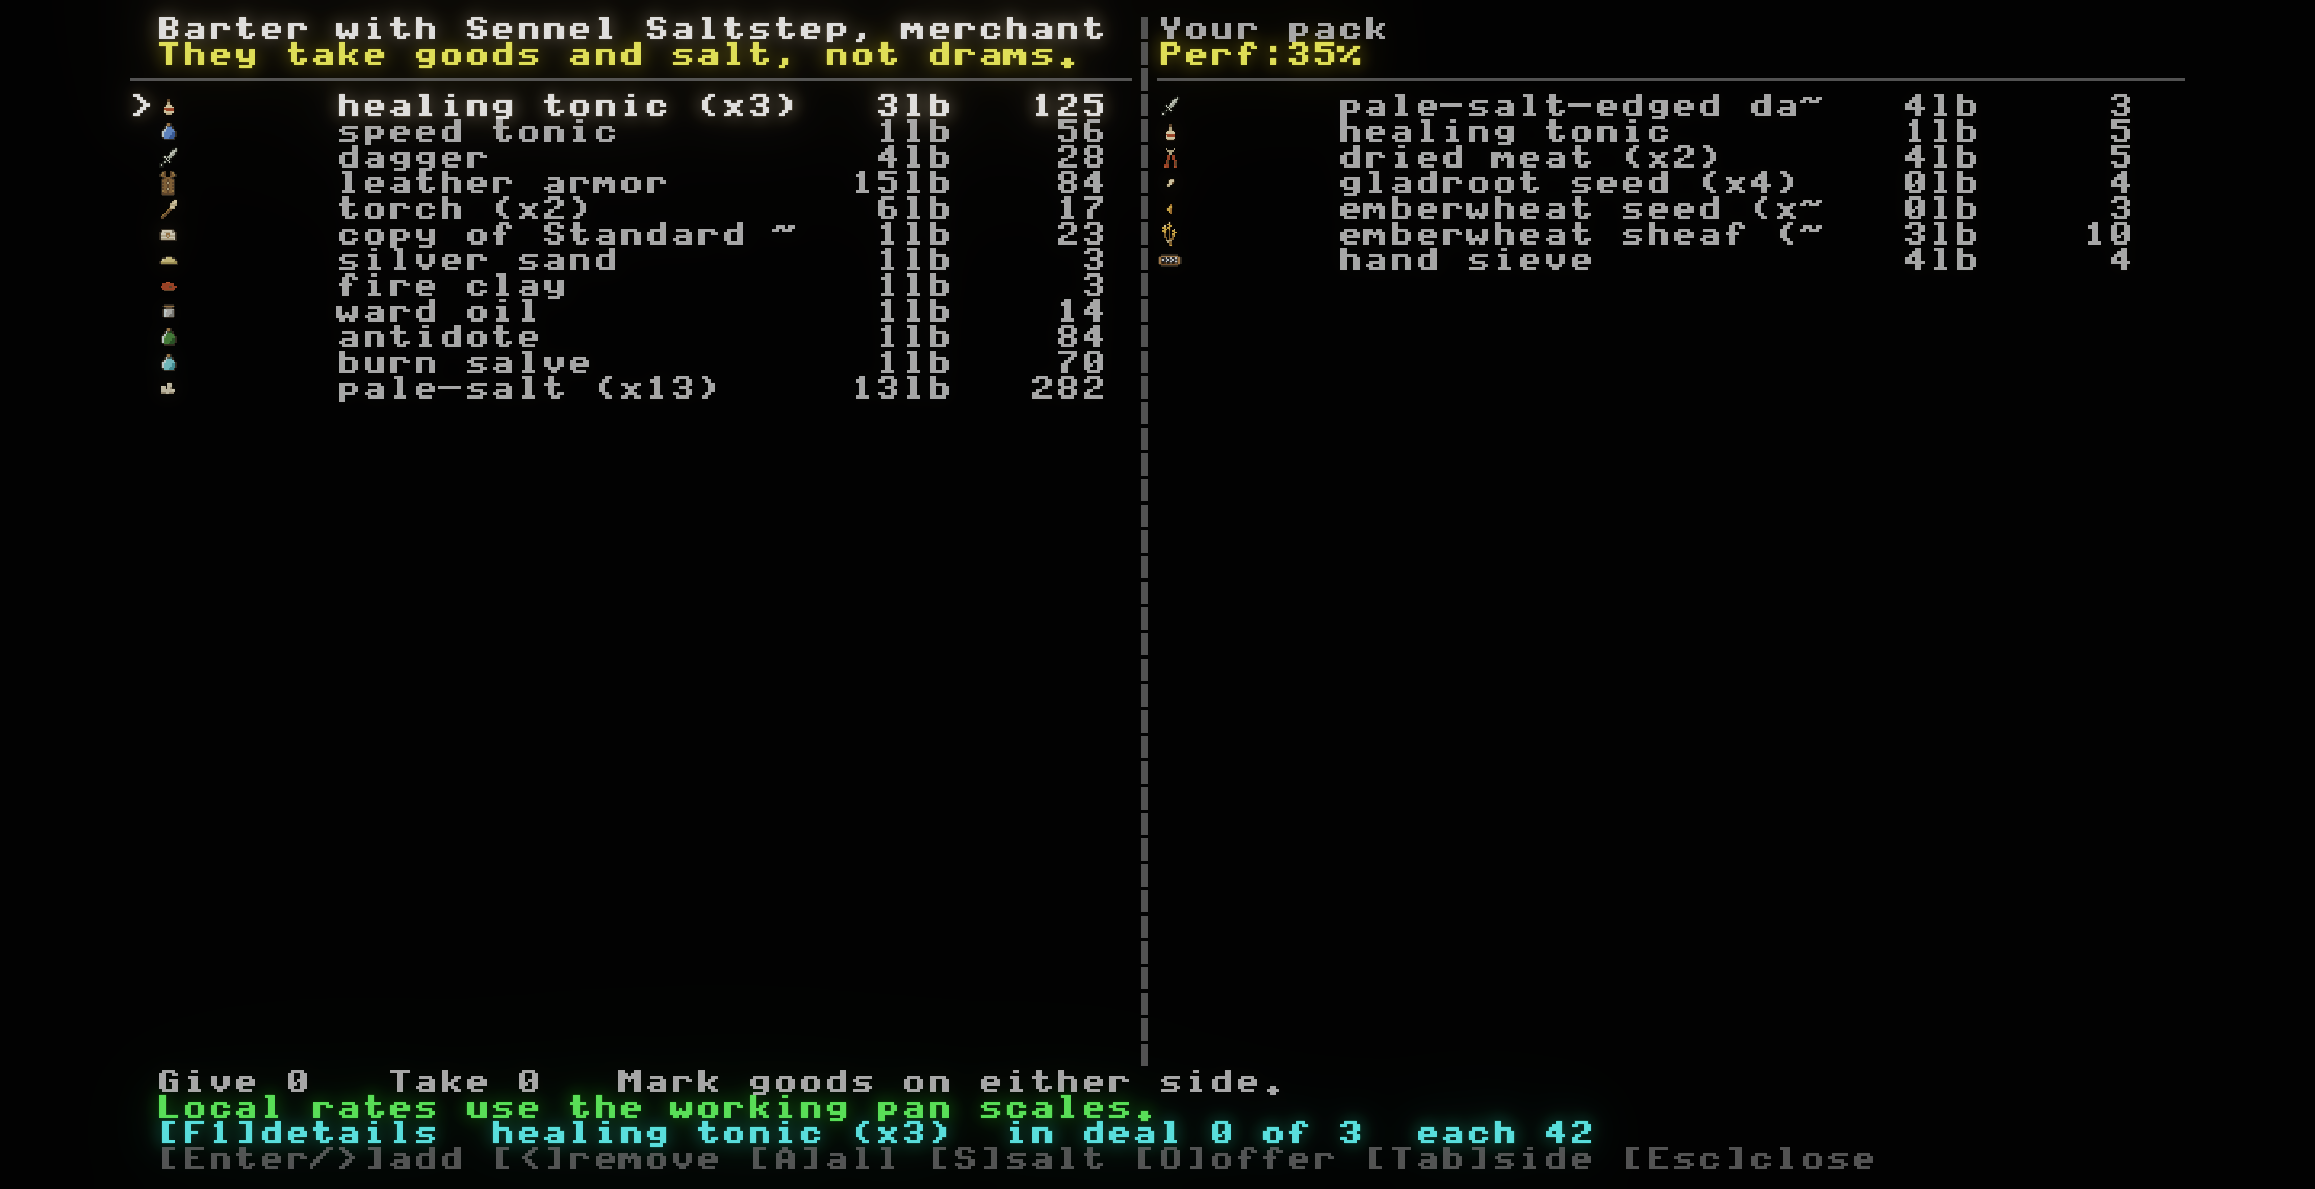 Barter with Sennel Saltstep, merchant
They take goods and salt, not drams.
> healing tonic (x3) 3lb 125
speed tonic 1lb 56
dagger 4lb 28
leather armor 15lb 84
torch (x2) 6lb 17
copy of Standard ~ 1lb 23
silver sand 1lb 3
fire clay 1lb 3
ward oil 1lb 14
antidote 1lb 84
burn salve 1lb 70
pale-salt (x13) 13lb 282
Your pack
Perf:35%
pale-salt-edged da~ 4lb 3
healing tonic 1lb 5
dried meat (x2) 4lb 5
gladroot seed (x4) 0lb 4
emberwheat seed (x~ 0lb 3
emberwheat sheaf (~ 3lb 10
hand sieve 4lb 4
Give 0 Take 0 Mark goods on either side.
Local rates use the working pan scales.
[F1]details healing tonic (x3) in deal 0 of 3 each 42
[Enter/>]add [<]remove [A]all [S]salt [O]offer [Tab]side [Esc]close